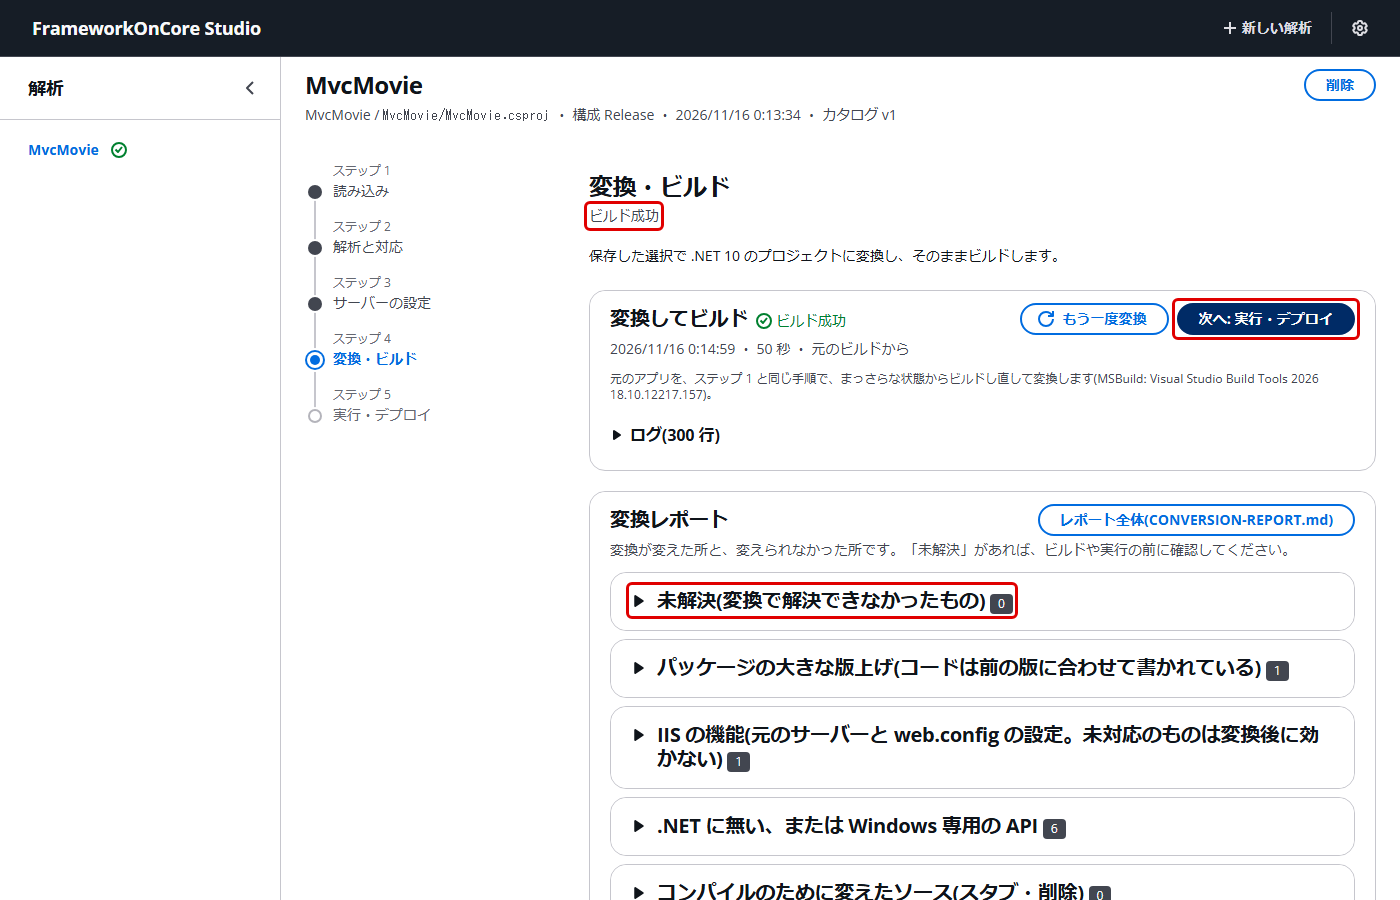 FrameworkOnCore Studio
新しい解析
解析
MvcMovie
MvcMovie
削除
MvcMovie / MvcMovie/MvcMovie.csproj ・ 構成 Release ・ 2026/11/16 0:13:34 ・ カタログ v1
ステップ 1
読み込み
ステップ 2
解析と対応
ステップ 3
サーバーの設定
ステップ 4
変換・ビルド
ステップ 5
実行・デプロイ
変換・ビルド
ビルド成功
保存した選択で .NET 10 のプロジェクトに変換し、そのままビルドします。
変換してビルド ビルド成功
もう一度変換
次へ: 実行・デプロイ
2026/11/16 0:14:59 ・ 50 秒 ・ 元のビルドから
元のアプリを、ステップ 1 と同じ手順で、まっさらな状態からビルドし直して変換します(MSBuild: Visual Studio Build Tools 2026
18.10.12217.157)。
ログ(300 行)
変換レポート
レポート全体(CONVERSION-REPORT.md)
変換が変えた所と、変えられなかった所です。「未解決」があれば、ビルドや実行の前に確認してください。
未解決(変換で解決できなかったもの) 0
パッケージの大きな版上げ(コードは前の版に合わせて書かれている) 1
IIS の機能(元のサーバーと web.config の設定。未対応のものは変換後に効
かない) 1
.NET に無い、または Windows 専用の API 6
コンパイルのために変えたソース(スタブ・削除) 0